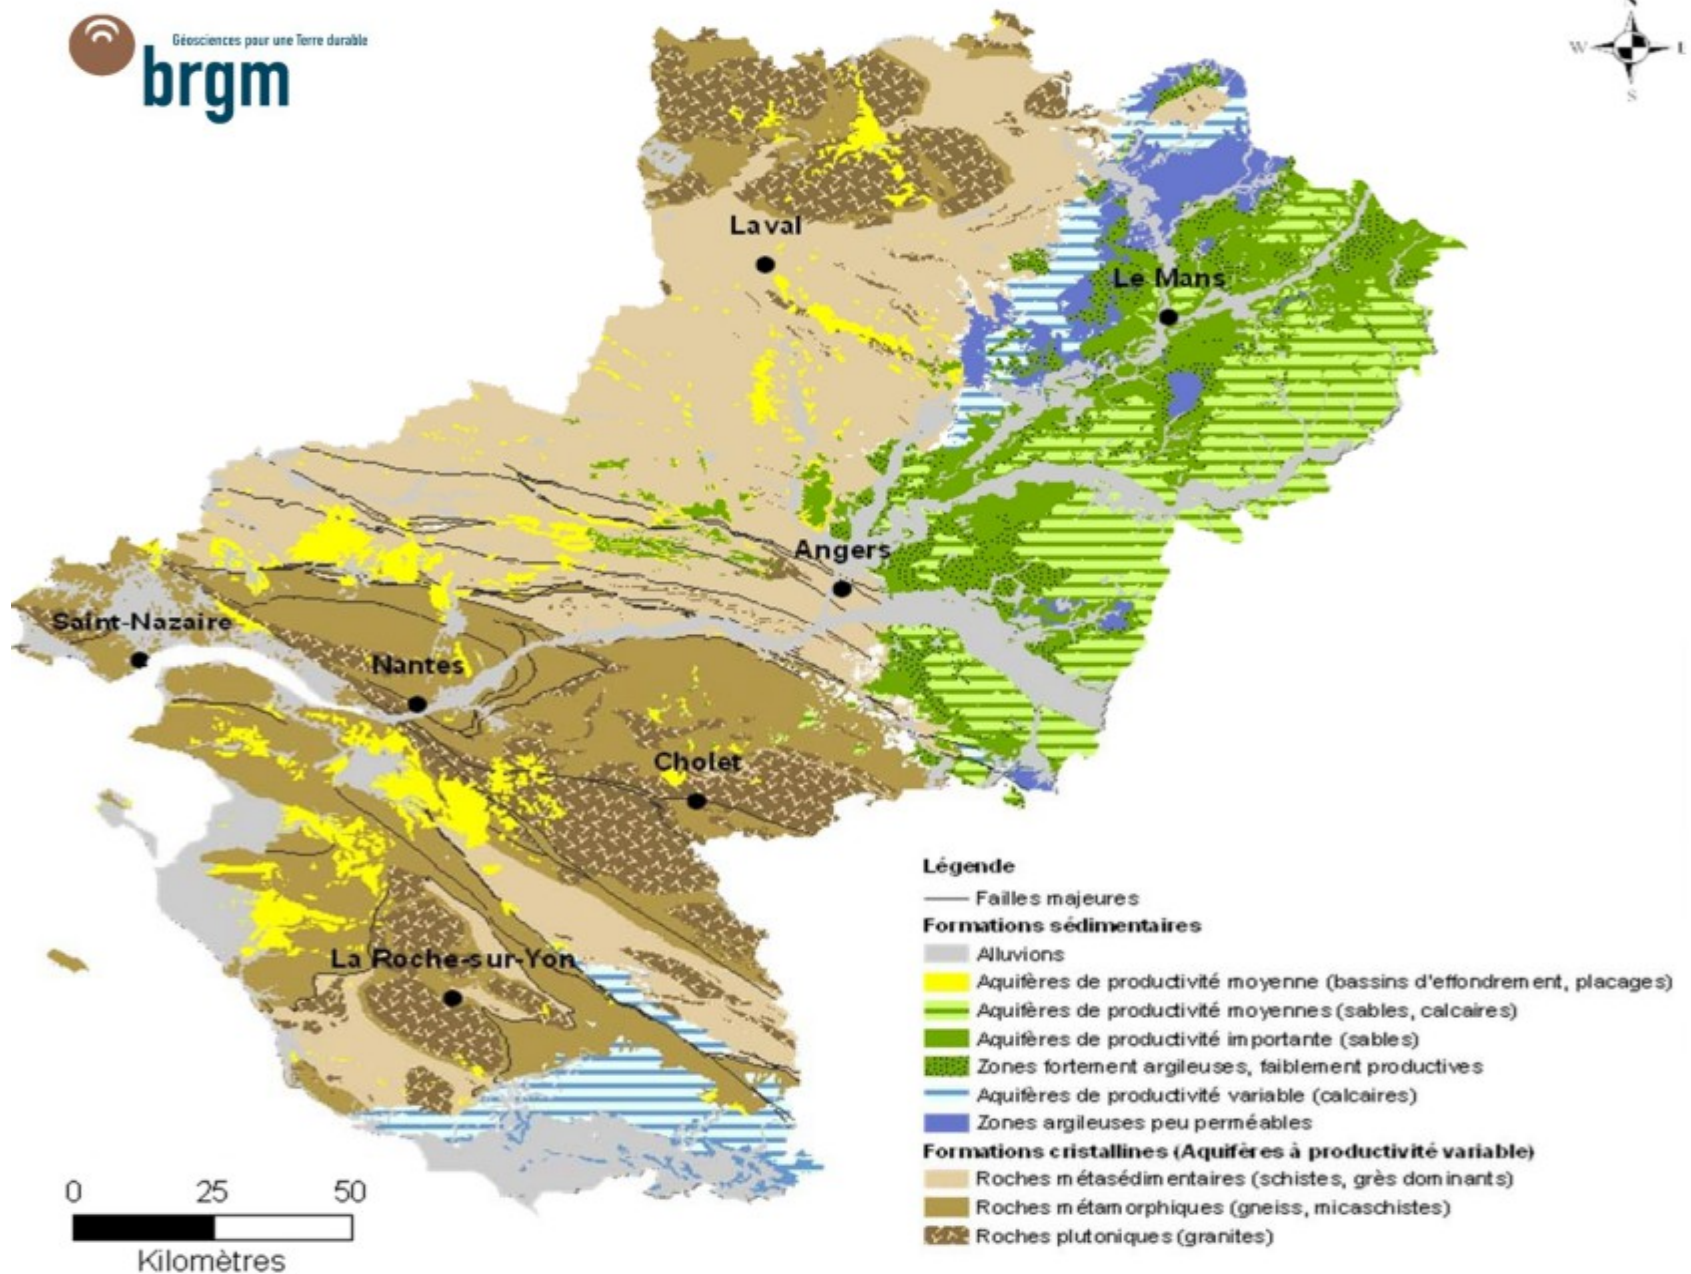 Géosciences pour une Terre durable
brgm
N
W
E
S
Laval
Le Mans
Angers
Saint-Nazaire
Nantes
Cholet
La Roche-sur-Yon
Légende
Failles majeures
Formations sédimentaires
Alluvions
Aquifères de productivité moyenne (bassins d'effondrement, placages)
Aquifères de productivité moyennes (sables, calcaires)
Aquifères de productivité importante (sables)
Zones fortement argileuses, faiblement productives
Aquifères de productivité variable (calcaires)
Zones argileuses peu perméables
Formations cristallines (Aquifères à productivité variable)
Roches métasédimentaires (schistes, grès dominants)
Roches métamorphiques (gneiss, micaschistes)
Roches plutoniques (granites)
0 25 50
Kilomètres